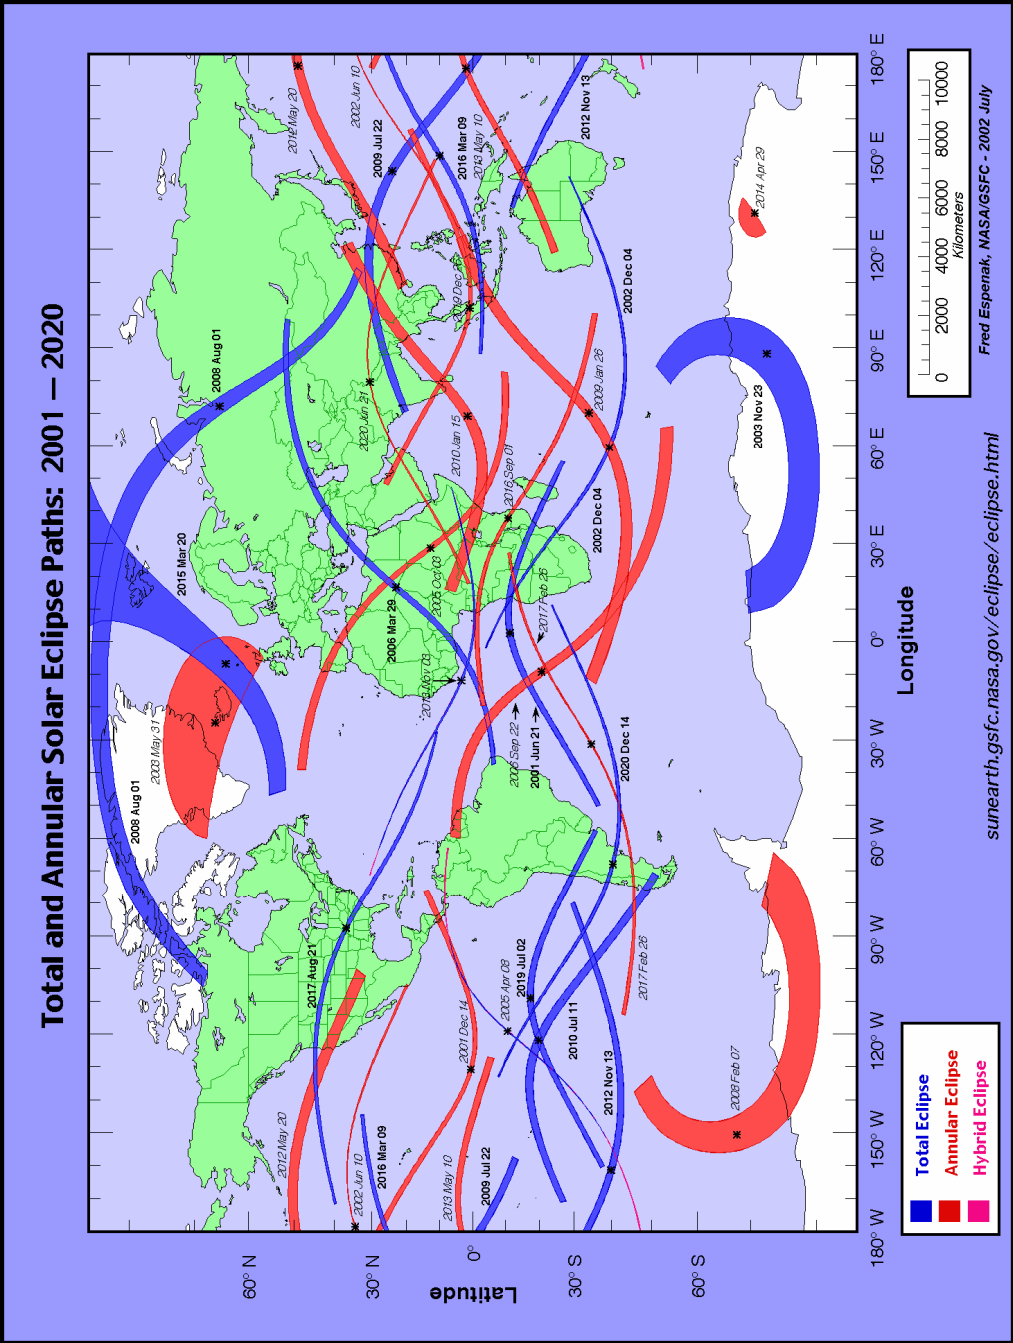 Total and Annular Solar Eclipse Paths: 2001 — 2020
2008 Aug 01
2003 May 31
2015 Mar 20
2008 Aug 01
60° N
2012 May 20
2012 May 20
2017 Aug 21
2002 Jun 10
2002 Jun 10
2020 Jun 21
30° N
2009 Jul 22
2016 Mar 09
2006 Mar 29
2013 Nov 03
2005 Oct 03
2013 May 10
2010 Jan 15
2019 Dec 26
2016 Mar 09
2001 Dec 14
0°
2013 May 10
2009 Jul 22
Latitude
2005 Apr 08
2016 Sep 01
2006 Sep 22
2019 Jul 02
2001 Jun 21
2017 Feb 26
2010 Jul 11
30° S
2012 Nov 13
2002 Dec 04
2009 Jan 26
2012 Nov 13
2020 Dec 14
2002 Dec 04
2017 Feb 26
60° S
2008 Feb 07
2003 Nov 23
2014 Apr 29
180° W 150° W 120° W 90° W 60° W 30° W 0° 30° E 60° E 90° E 120° E 150° E 180° E
Longitude
Total Eclipse
Annular Eclipse
Hybrid Eclipse
0 2000 4000 6000 8000 10000
Kilometers
Fred Espenak, NASA/GSFC - 2002 July
sunearth.gsfc.nasa.gov/eclipse/eclipse.html